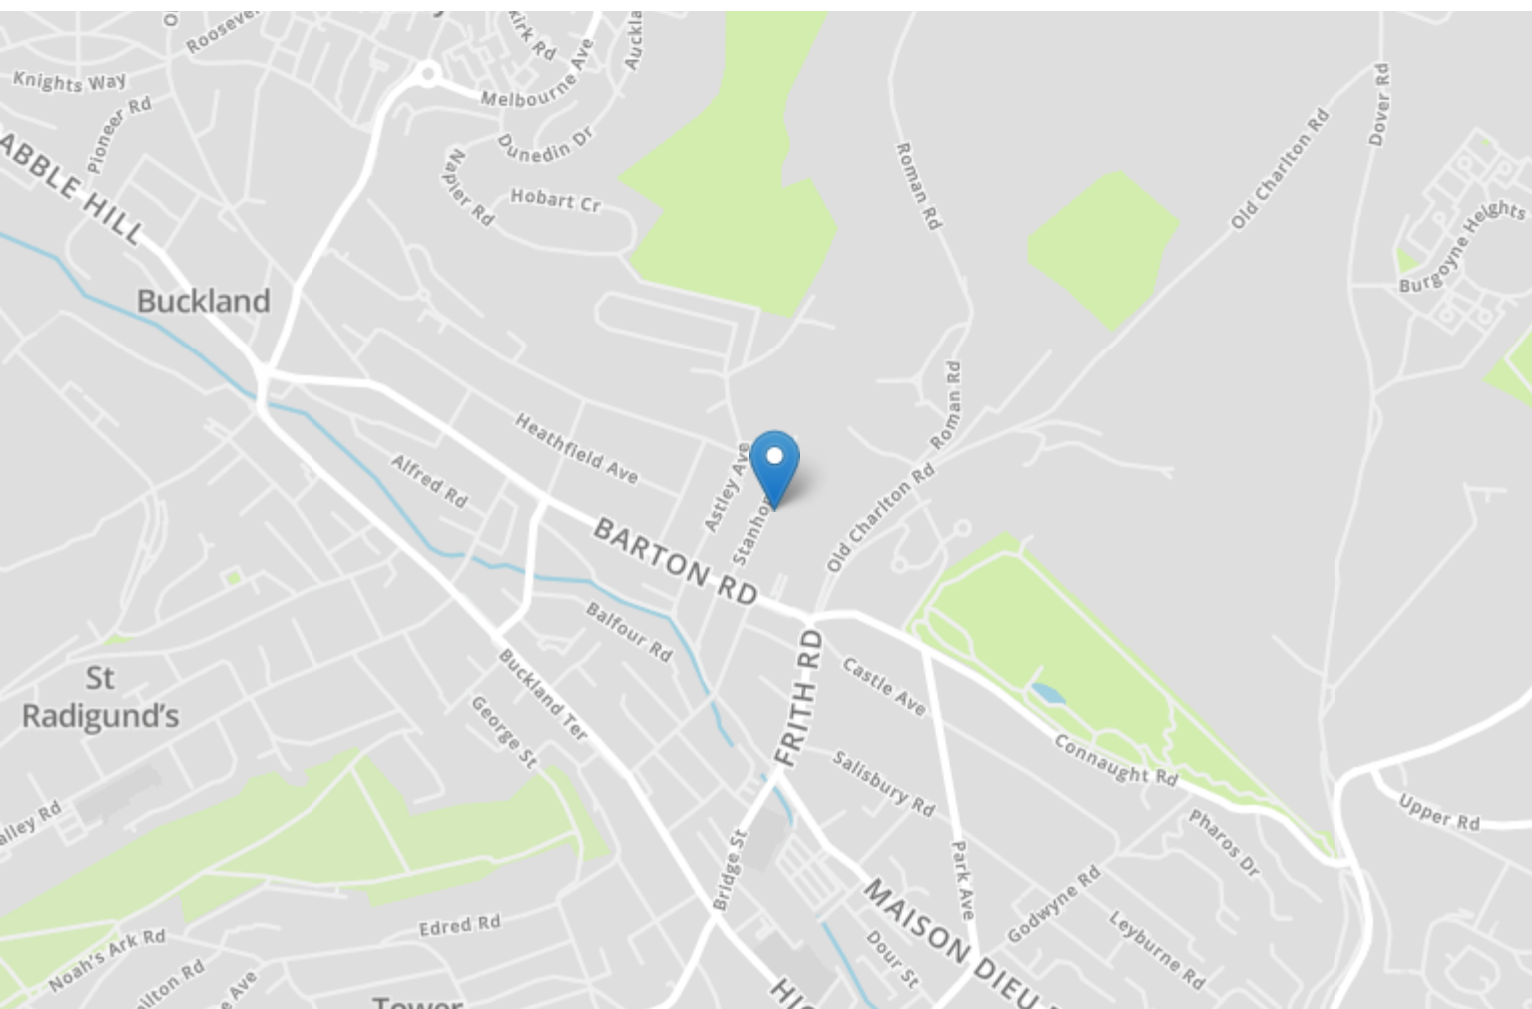 Kirk Rd
Knights Way
Melbourne Ave
Pioneer Rd
Dover Rd
Dunedin Dr
Old Charlton Rd
ABBLE HILL
Napier Rd
Roman Rd
Hobart Cr
Burgoyne Heights
Buckland
Roman Rd
Heathfield Ave
Alfred Rd
Astley Ave
Stanho
Old Charlton Rd
BARTON RD
Balfour Rd
St
Radigund’s
Buckland Ter
FRITH RD
Castle Ave
George St
Connaught Rd
Salisbury Rd
alley Rd
Upper Rd
Pharos Dr
Bridge St
Park Ave
Godwyne Rd
MAISON DIEU
Edred Rd
Leyburne Rd
Noah's Ark Rd
Dour St
Tower